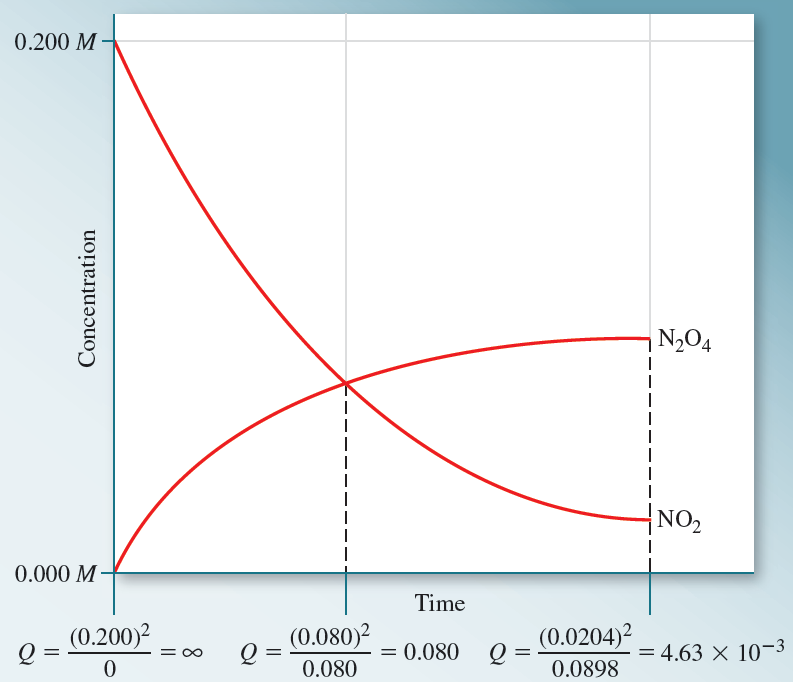 0.200 M
Concentration
N₂O₄
NO₂
0.000 M
Time
Q = (0.200)² / 0 = ∞
Q = (0.080)² / 0.080 = 0.080
Q = (0.0204)² / 0.0898 = 4.63 × 10⁻³